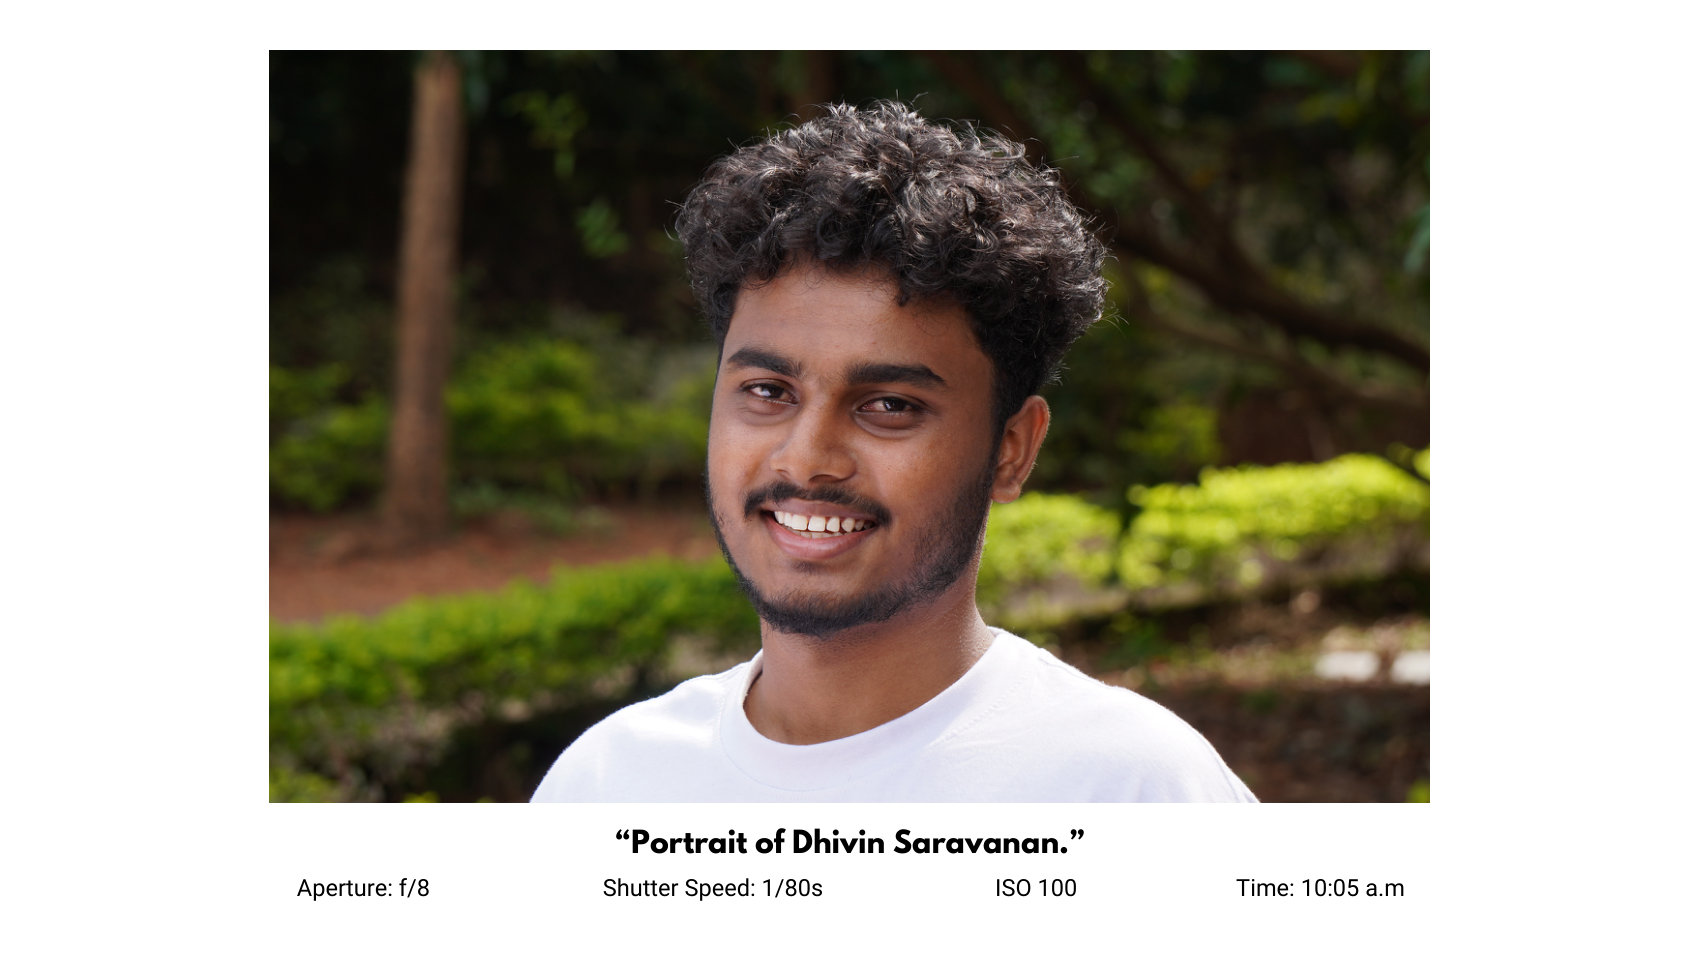 “Portrait of Dhivin Saravanan.”
Aperture: f/8 Shutter Speed: 1/80s ISO 100 Time: 10:05 a.m